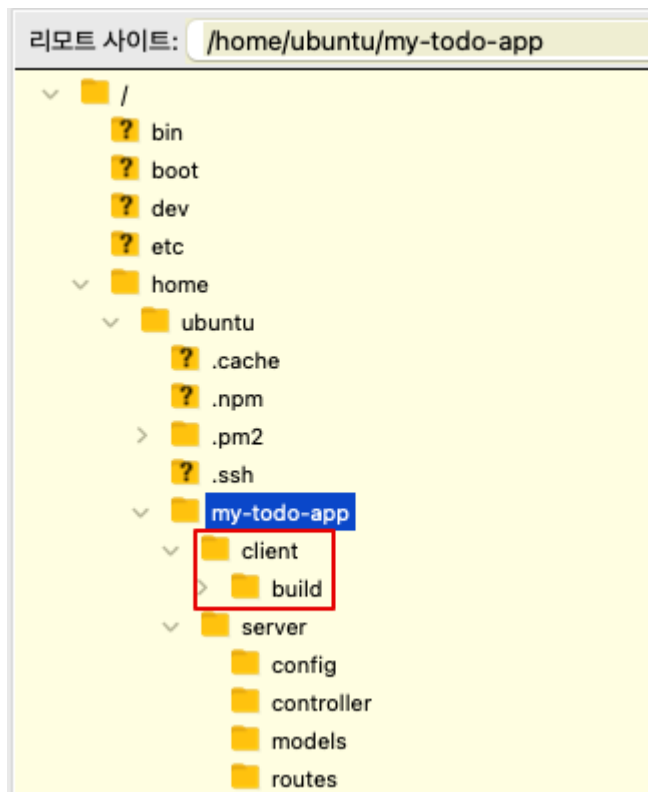 리모트 사이트: /home/ubuntu/my-todo-app
/
bin
boot
dev
etc
home
ubuntu
.cache
.npm
.pm2
.ssh
my-todo-app
client
build
server
config
controller
models
routes